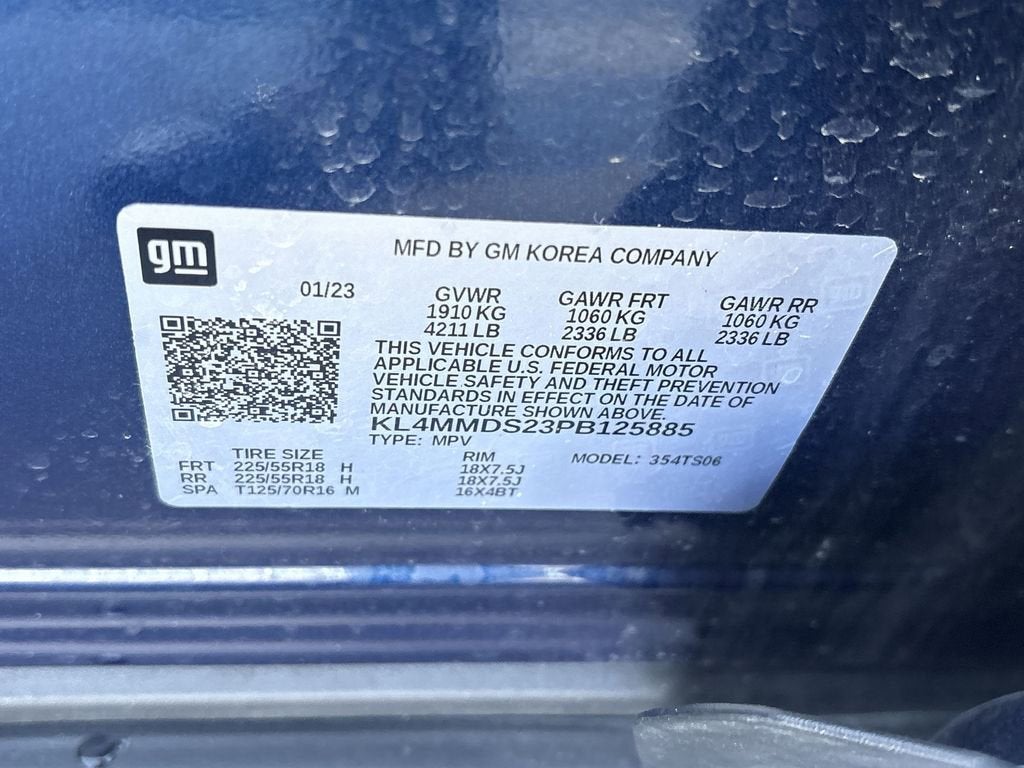 gm
MFD BY GM KOREA COMPANY
01/23
GVWR GAWR FRT GAWR RR
1910 KG 1060 KG 1060 KG
4211 LB 2336 LB 2336 LB
THIS VEHICLE CONFORMS TO ALL
APPLICABLE U.S. FEDERAL MOTOR
VEHICLE SAFETY AND THEFT PREVENTION
STANDARDS IN EFFECT ON THE DATE OF
MANUFACTURE SHOWN ABOVE.
KL4MMDS23PB125885
TYPE: MPV
TIRE SIZE RIM MODEL: 354TS06
FRT 225/55R18 H 18X7.5J
RR 225/55R18 H 18X7.5J
SPA T125/70R16 M 16X4BT